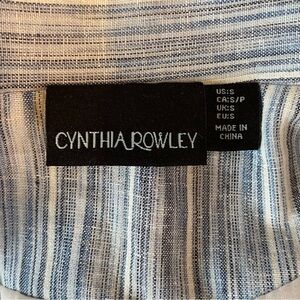 CYNTHIA ROWLEY
US:S
CA:S/P
UK:S
EU:S
MADE IN
CHINA